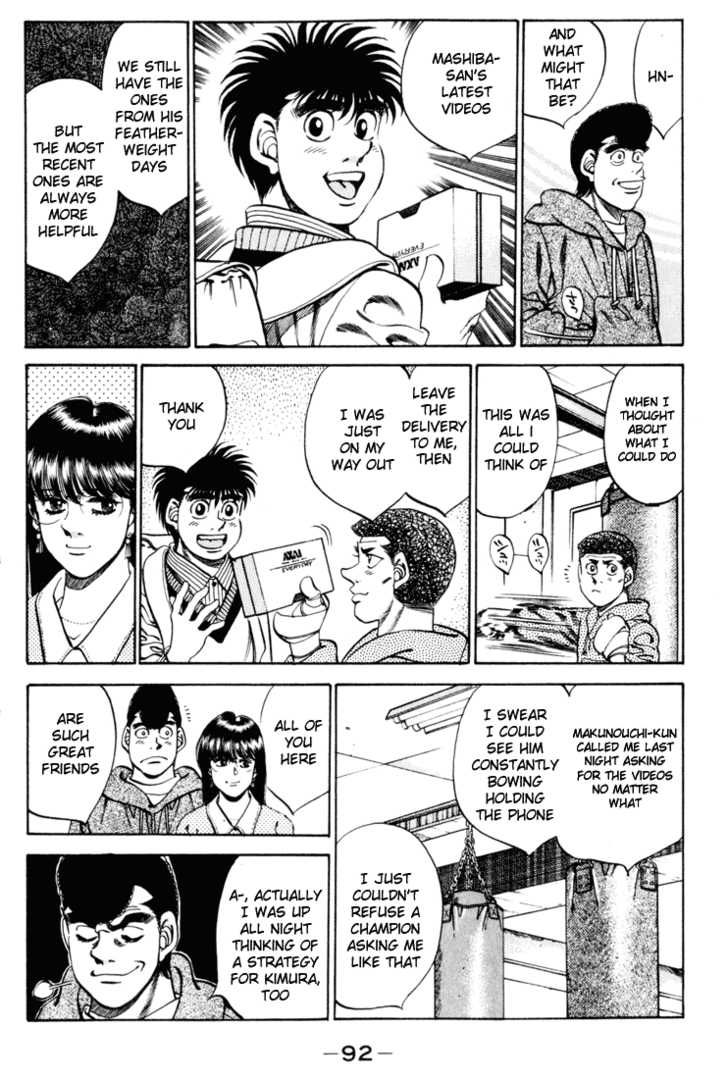 HN-
AND
WHAT
MIGHT
THAT
BE?
MASHIBA-
SAN'S
LATEST
VIDEOS
AXAI
EVERYDAY
WE STILL
HAVE THE
ONES
FROM HIS
FEATHER-
WEIGHT
DAYS
BUT
THE MOST
RECENT
ONES ARE
ALWAYS
MORE
HELPFUL
WHEN I
THOUGHT
ABOUT
WHAT I
COULD DO
THIS WAS
ALL I
COULD
THINK OF
LEAVE
THE
DELIVERY
TO ME,
THEN
I WAS
JUST
ON MY
WAY OUT
THANK
YOU
AXAI
EVERYDAY
MAKUNOUCHI-KUN
CALLED ME LAST
NIGHT ASKING
FOR THE VIDEOS
NO MATTER
WHAT
I SWEAR
I COULD
SEE HIM
CONSTANTLY
BOWING
HOLDING
THE PHONE
I JUST
COULDN'T
REFUSE A
CHAMPION
ASKING ME
LIKE THAT
ALL OF
YOU
HERE
ARE
SUCH
GREAT
FRIENDS
A-, ACTUALLY
I WAS UP
ALL NIGHT
THINKING OF
A STRATEGY
FOR KIMURA,
TOO
-92-